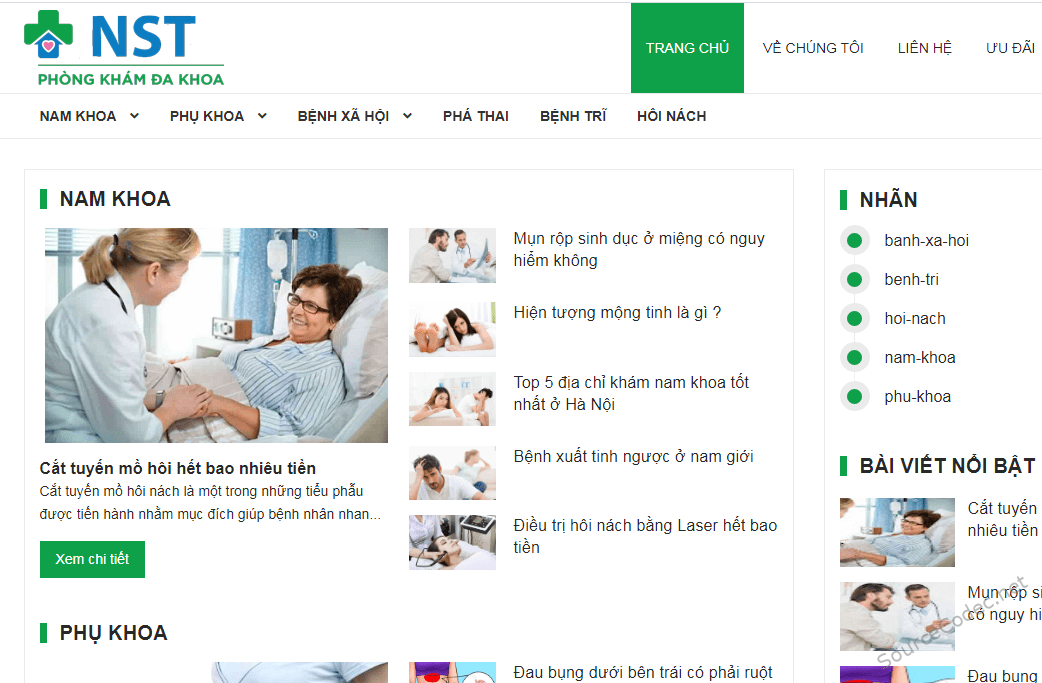 NST
PHÒNG KHÁM ĐA KHOA
TRANG CHỦ
VỀ CHÚNG TÔI
LIÊN HỆ
ƯU ĐÃI
NAM KHOA
PHỤ KHOA
BỆNH XÃ HỘI
PHÁ THAI
BỆNH TRĨ
HÔI NÁCH
NAM KHOA
Cắt tuyến mồ hôi hết bao nhiêu tiền
Cắt tuyến mồ hôi nách là một trong những tiểu phẫu
được tiến hành nhằm mục đích giúp bệnh nhân nhan...
Xem chi tiết
Mụn rộp sinh dục ở miệng có nguy
hiểm không
Hiện tượng mộng tinh là gì ?
Top 5 địa chỉ khám nam khoa tốt
nhất ở Hà Nội
Bệnh xuất tinh ngược ở nam giới
Điều trị hôi nách bằng Laser hết bao
tiền
PHỤ KHOA
Đau bụng dưới bên trái có phải ruột
NHÃN
banh-xa-hoi
benh-tri
hoi-nach
nam-khoa
phu-khoa
BÀI VIẾT NỔI BẬT
Cắt tuyến
nhiêu tiền
Mụn rộp si
có nguy hi
Đau bụng
SourceCodec.net